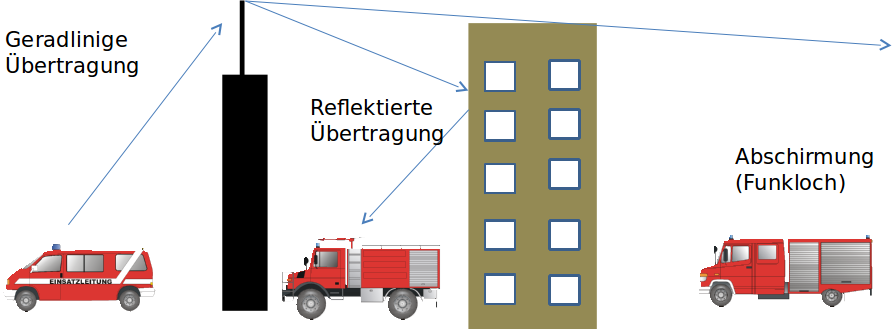 Geradlinige
Übertragung
Reflektierte
Übertragung
Abschirmung
(Funkloch)
EINSATZLEITUNG